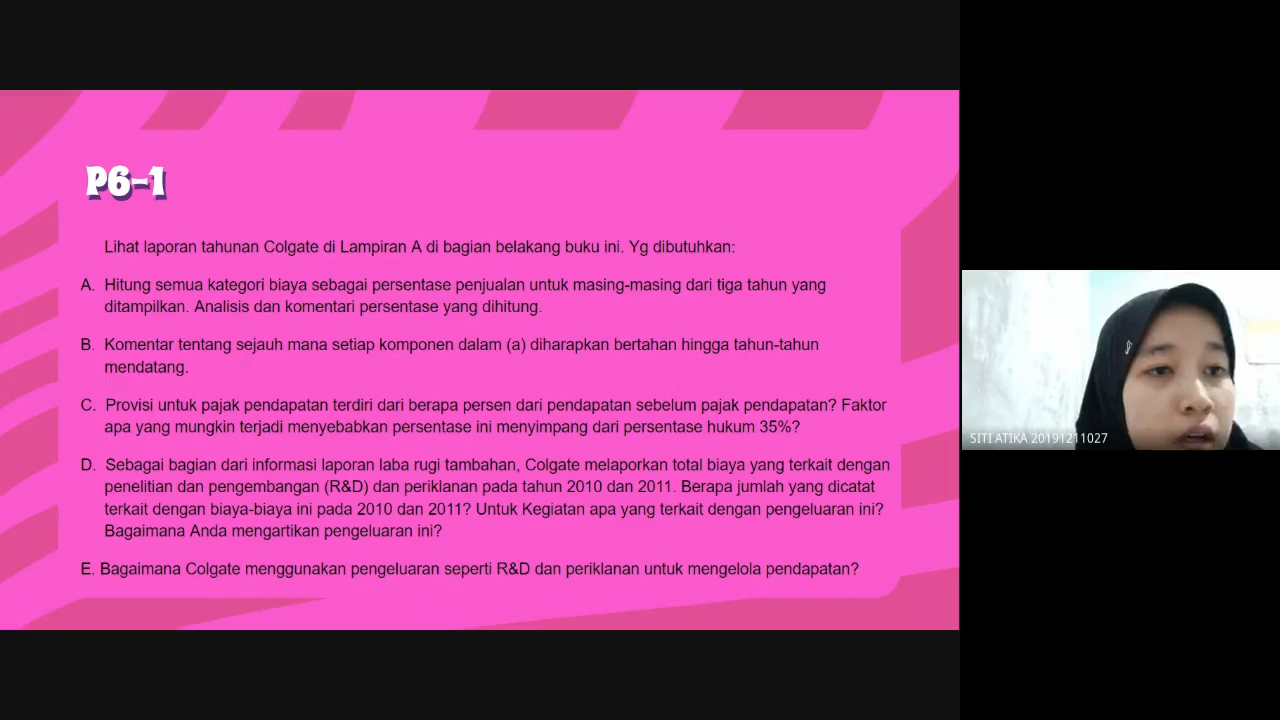 P6-1
Lihat laporan tahunan Colgate di Lampiran A di bagian belakang buku ini. Yg dibutuhkan:
A. Hitung semua kategori biaya sebagai persentase penjualan untuk masing-masing dari tiga tahun yang
ditampilkan. Analisis dan komentari persentase yang dihitung.
B. Komentar tentang sejauh mana setiap komponen dalam (a) diharapkan bertahan hingga tahun-tahun
mendatang.
C. Provisi untuk pajak pendapatan terdiri dari berapa persen dari pendapatan sebelum pajak pendapatan? Faktor
apa yang mungkin terjadi menyebabkan persentase ini menyimpang dari persentase hukum 35%?
D. Sebagai bagian dari informasi laporan laba rugi tambahan, Colgate melaporkan total biaya yang terkait dengan
penelitian dan pengembangan (R&D) dan periklanan pada tahun 2010 dan 2011. Berapa jumlah yang dicatat
terkait dengan biaya-biaya ini pada 2010 dan 2011? Untuk Kegiatan apa yang terkait dengan pengeluaran ini?
Bagaimana Anda mengartikan pengeluaran ini?
E. Bagaimana Colgate menggunakan pengeluaran seperti R&D dan periklanan untuk mengelola pendapatan?
SITI ATIKA 20191211027